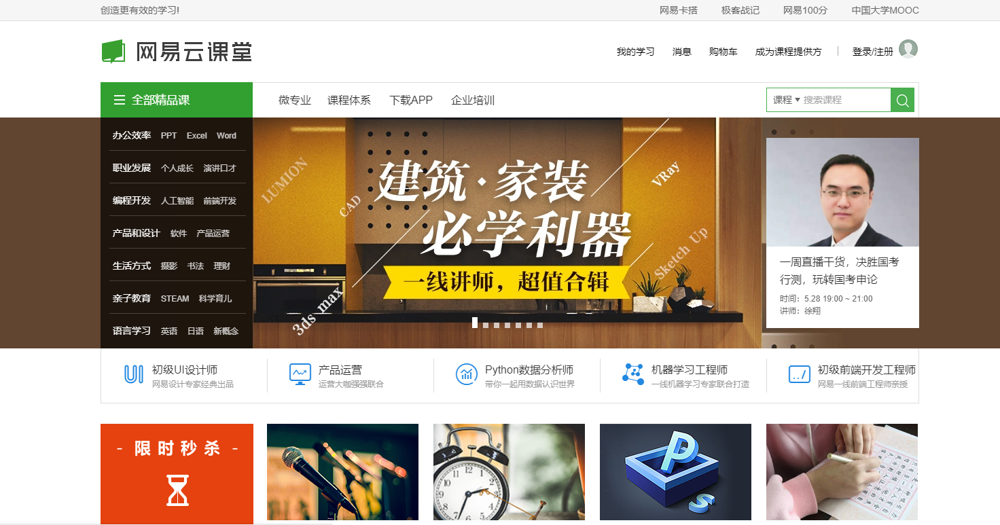 创造更有效的学习!
网易卡搭 极客战记 网易100分 中国大学MOOC
网易云课堂
我的学习 消息 购物车 成为课程提供方 登录/注册
全部精品课
微专业 课程体系 下载APP 企业培训
课程 搜索课程
办公效率 PPT Excel Word
职业发展 个人成长 演讲口才
编程开发 人工智能 前端开发
产品和设计 软件 产品运营
生活方式 摄影 书法 理财
亲子教育 STEAM 科学育儿
语言学习 英语 日语 新概念
LUMION
CAD
VRay
建筑·家装
必学利器
Sketch Up
一线讲师，超值合辑
3ds max
一周直播干货，决胜国考
行测，玩转国考申论
时间：5.28 19:00 ~ 21:00
讲师：徐翔
初级UI设计师
网易设计专家经典出品
产品运营
运营大咖强强联合
Python数据分析师
带你一起用数据认识世界
机器学习工程师
一线机器学习专家联合打造
初级前端开发工程师
网易一线前端工程师亲授
- 限时秒杀 -
P
S